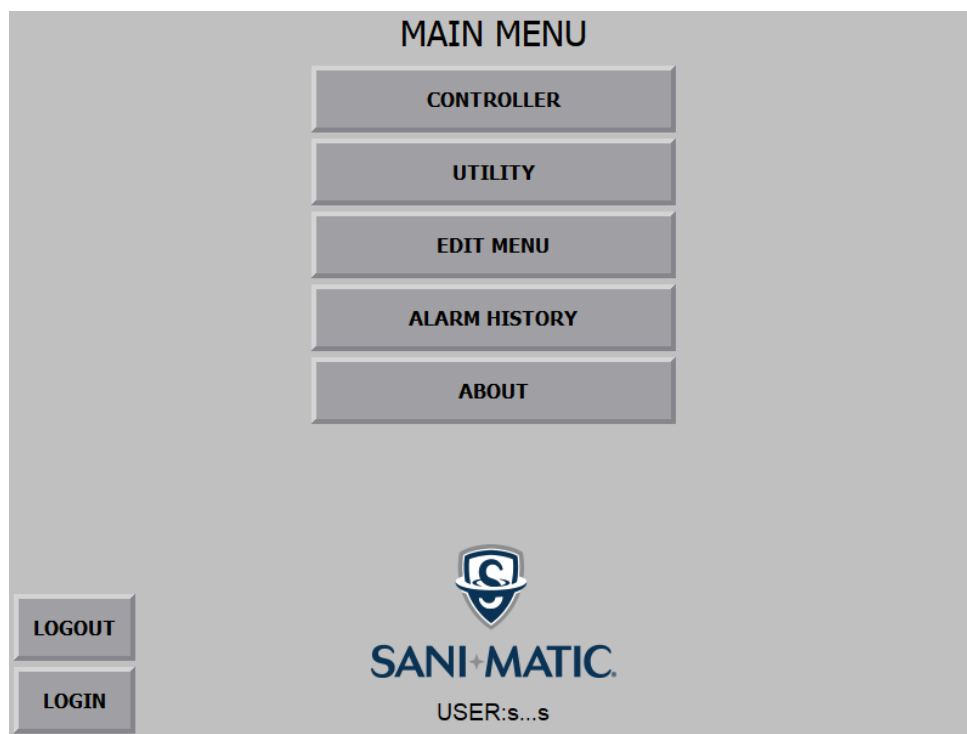 MAIN MENU
CONTROLLER
UTILITY
EDIT MENU
ALARM HISTORY
ABOUT
LOGOUT
LOGIN
S
SANI MATIC.
USER:s...s